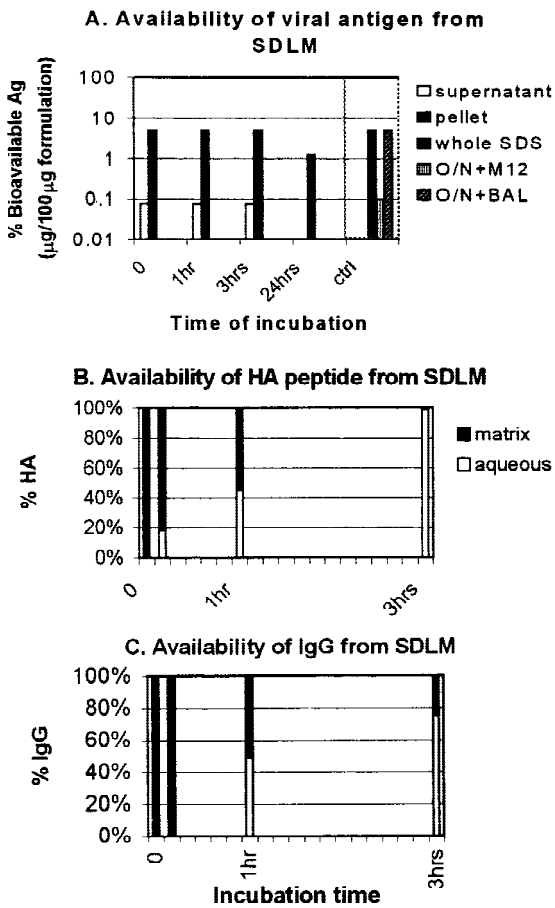 A. Availability of viral antigen from
SDLM
% Bioavailable Ag
(µg/100µg formulation)
100
10
1
0.1
0.01
0
1hr
3hrs
24hrs
ctrl
Time of incubation
supernatant
pellet
whole SDS
O/N+M12
O/N+BAL
B. Availability of HA peptide from SDLM
% HA
100%
80%
60%
40%
20%
0%
0
1hr
3hrs
matrix
aqueous
C. Availability of IgG from SDLM
% IgG
100%
80%
60%
40%
20%
0%
0
1hr
3hrs
Incubation time